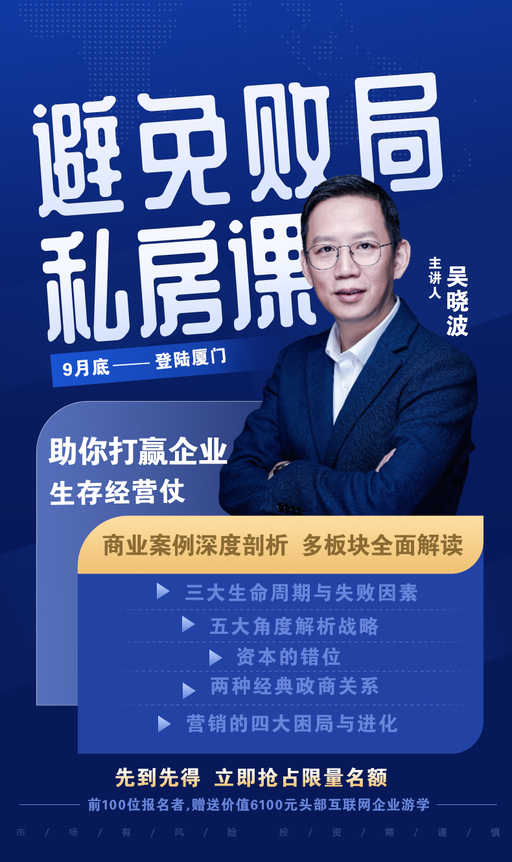 避免败局
私房课
主讲人
吴晓波
9月底——登陆厦门
助你打赢企业
生存经营仗
商业案例深度剖析 多板块全面解读
三大生命周期与失败因素
五大角度解析战略
资本的错位
两种经典政商关系
营销的四大困局与进化
先到先得 立即抢占限量名额
前100位报名者,赠送价值6100元头部互联网企业游学
市/场/有/风/险 投/资/需/谨/慎